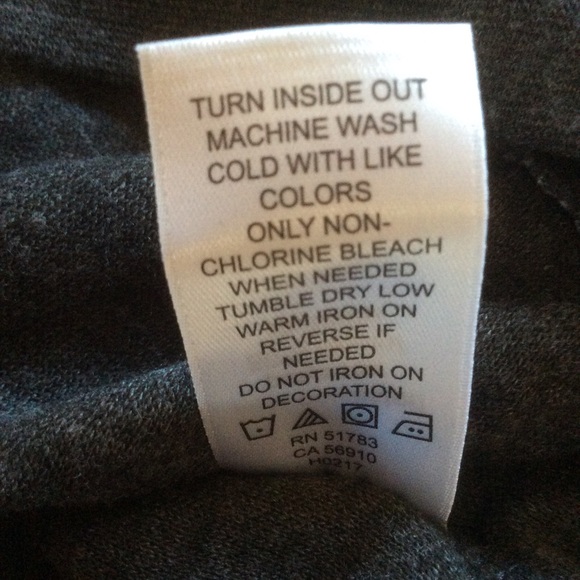 TURN INSIDE OUT
MACHINE WASH
COLD WITH LIKE
COLORS
ONLY NON-
CHLORINE BLEACH
WHEN NEEDED
TUMBLE DRY LOW
WARM IRON ON
REVERSE IF
NEEDED
DO NOT IRON ON
DECORATION
RN 51783
CA 56910
H0217